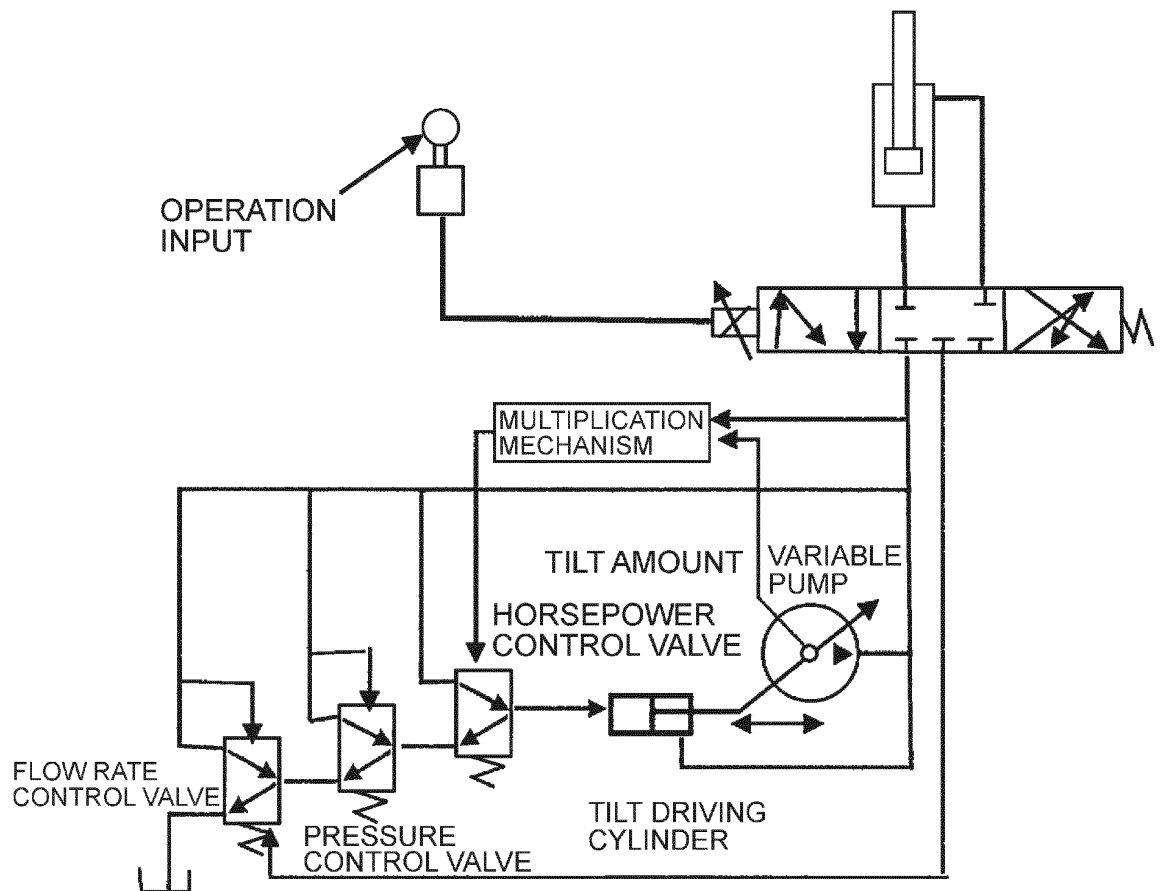 OPERATION
INPUT
MULTIPLICATION
MECHANISM
TILT AMOUNT
VARIABLE
PUMP
HORSEPOWER
CONTROL VALVE
FLOW RATE
CONTROL VALVE
PRESSURE
CONTROL VALVE
TILT DRIVING
CYLINDER